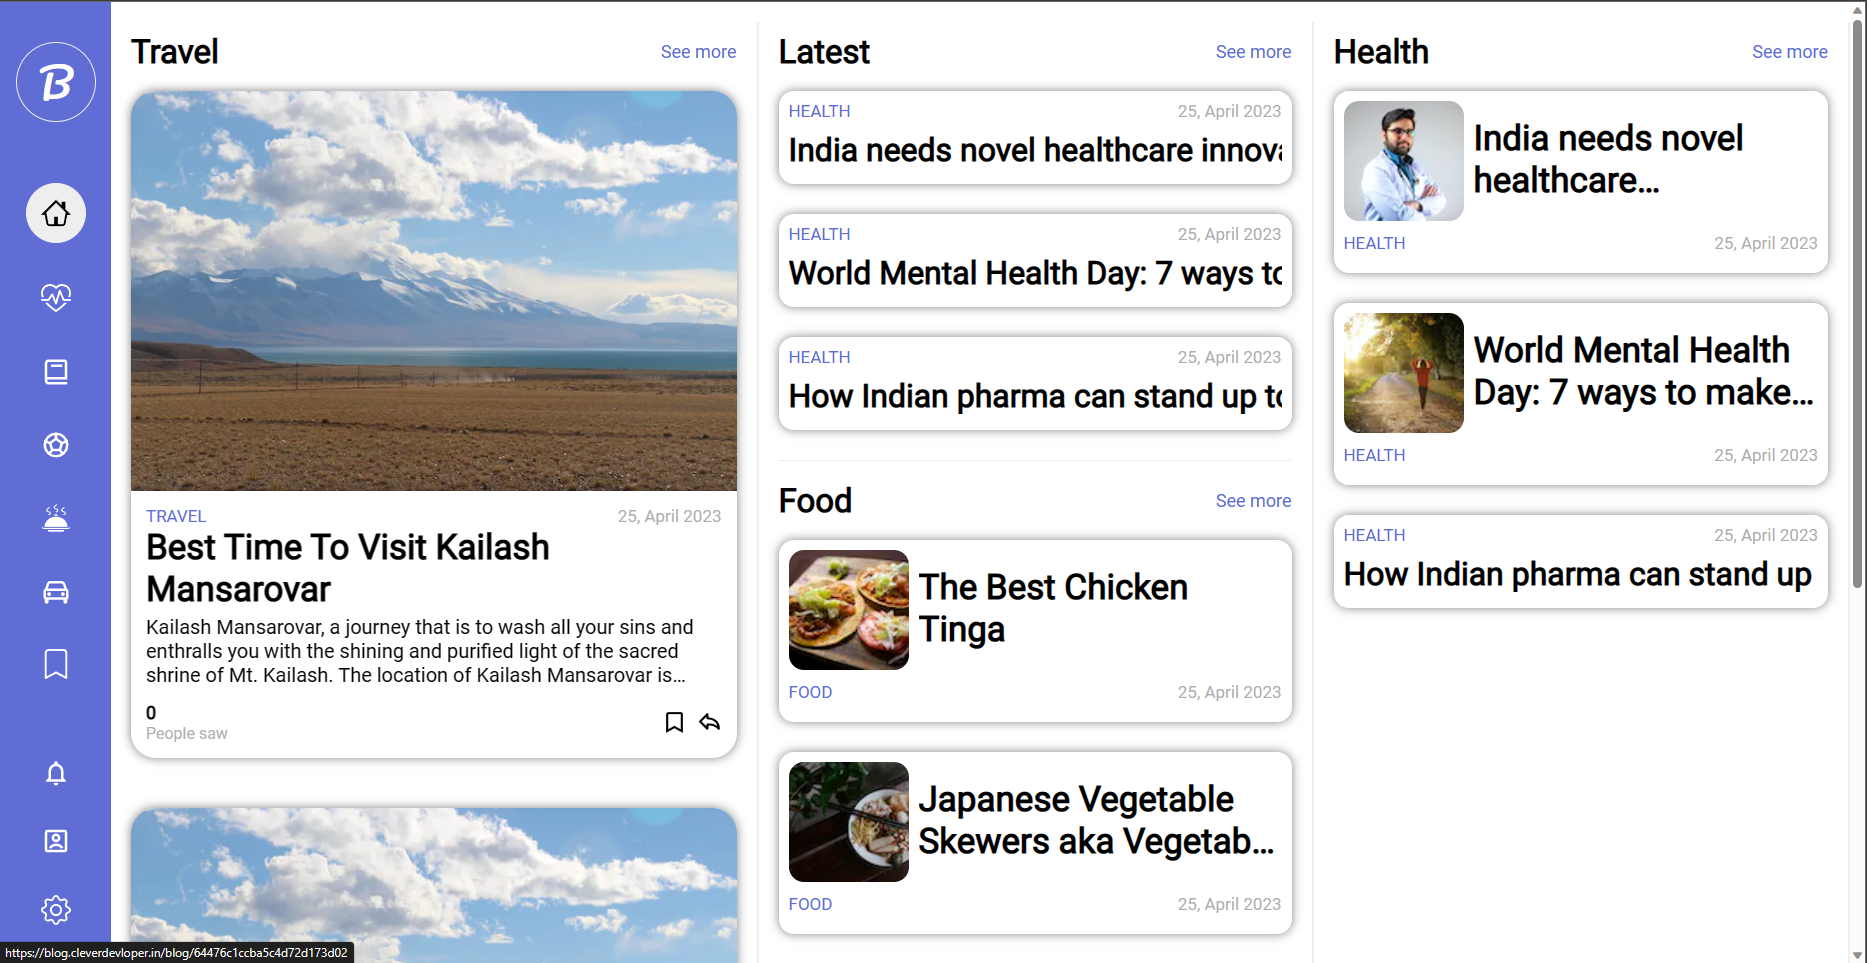 B
Travel
See more
TRAVEL
25, April 2023
Best Time To Visit Kailash
Mansarovar
Kailash Mansarovar, a journey that is to wash all your sins and
enthralls you with the shining and purified light of the sacred
shrine of Mt. Kailash. The location of Kailash Mansarovar is...
0
People saw
Latest
See more
HEALTH
25, April 2023
India needs novel healthcare innova
HEALTH
25, April 2023
World Mental Health Day: 7 ways to
HEALTH
25, April 2023
How Indian pharma can stand up to
Food
See more
The Best Chicken
Tinga
FOOD
25, April 2023
Japanese Vegetable
Skewers aka Vegetab...
FOOD
25, April 2023
Health
See more
India needs novel
healthcare...
HEALTH
25, April 2023
World Mental Health
Day: 7 ways to make...
HEALTH
25, April 2023
HEALTH
25, April 2023
How Indian pharma can stand up
https://blog.cleverdevloper.in/blog/64476c1ccba5c4d72d173d02